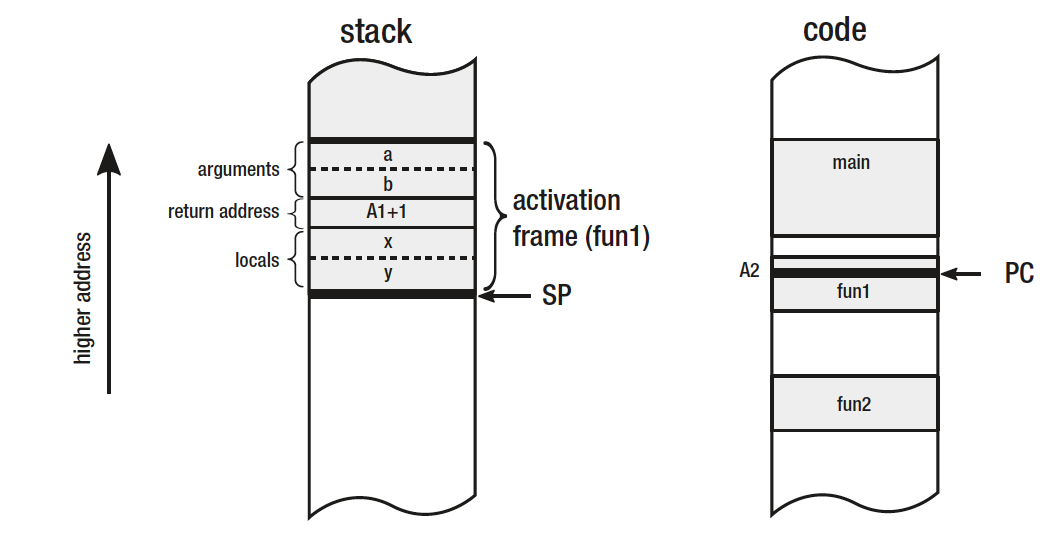 stack
code
a
arguments
b
return address
A1+1
x
locals
y
activation
frame (fun1)
SP
higher address
main
A2
PC
fun1
fun2